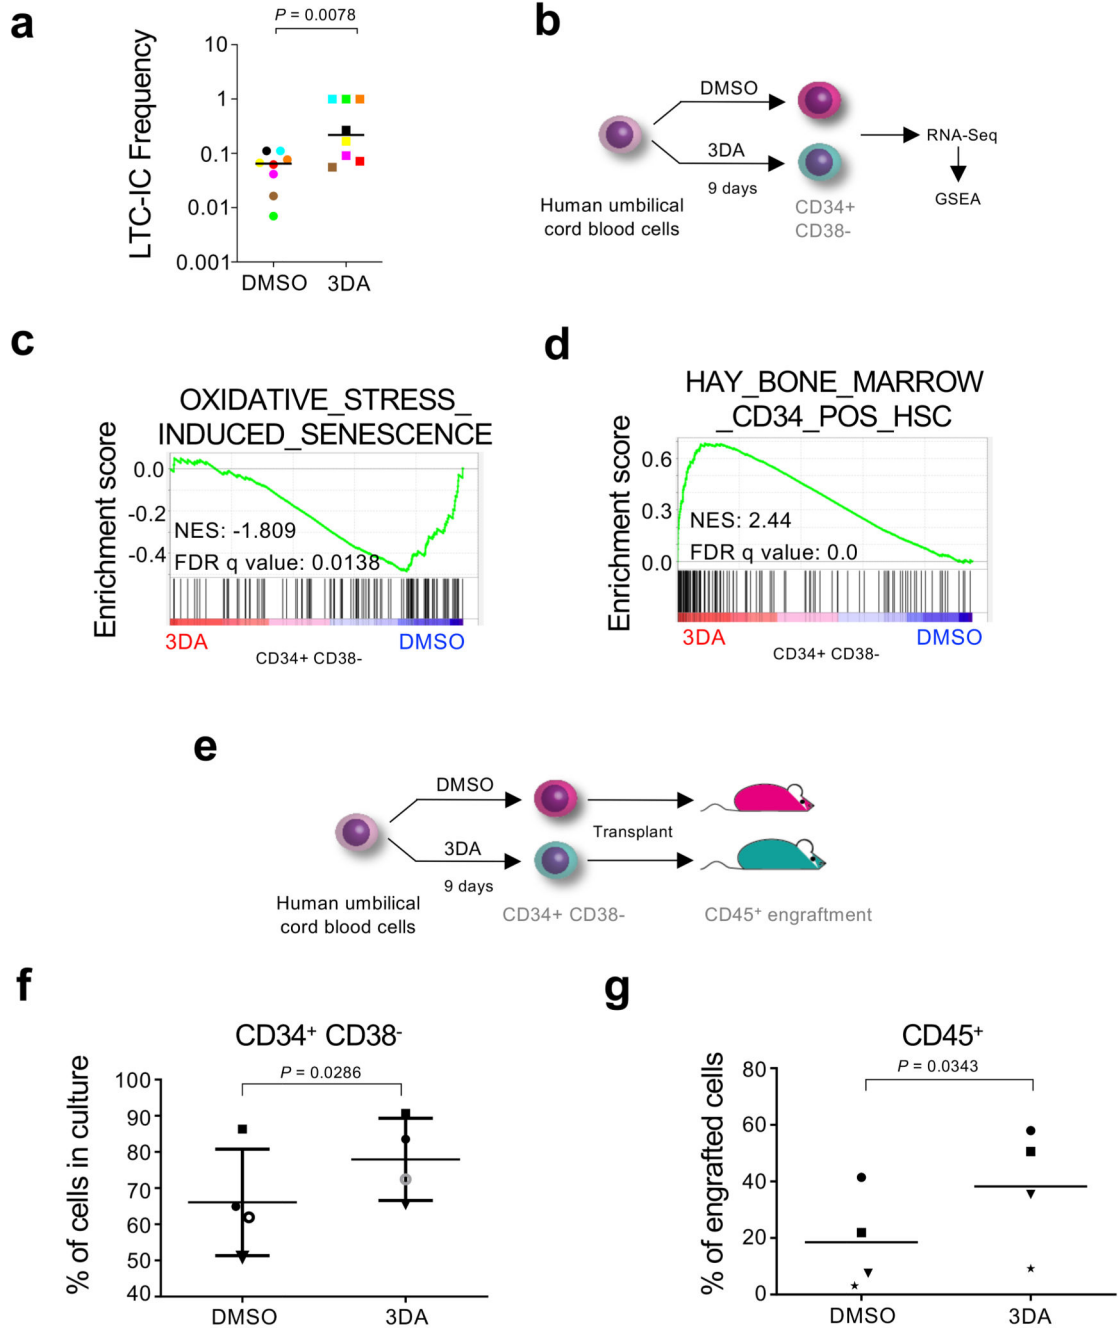 a
P = 0.0078
LTC-IC Frequency
10
1
0.1
0.01
0.001
DMSO
3DA
b
DMSO
3DA
9 days
Human umbilical
cord blood cells
CD34+
CD38-
RNA-Seq
GSEA
c
OXIDATIVE_STRESS_
INDUCED_SENESCENCE
Enrichment score
0.0
-0.2
-0.4
NES: -1.809
FDR q value: 0.0138
3DA
DMSO
CD34+ CD38-
d
HAY_BONE_MARROW
_CD34_POS_HSC
Enrichment score
0.6
0.3
0.0
NES: 2.44
FDR q value: 0.0
3DA
DMSO
CD34+ CD38-
e
DMSO
3DA
9 days
Human umbilical
cord blood cells
CD34+ CD38-
Transplant
CD45⁺ engraftment
f
CD34⁺ CD38⁻
P = 0.0286
% of cells in culture
100
90
80
70
60
50
40
DMSO
3DA
g
CD45⁺
P = 0.0343
% of engrafted cells
80
60
40
20
0
DMSO
3DA